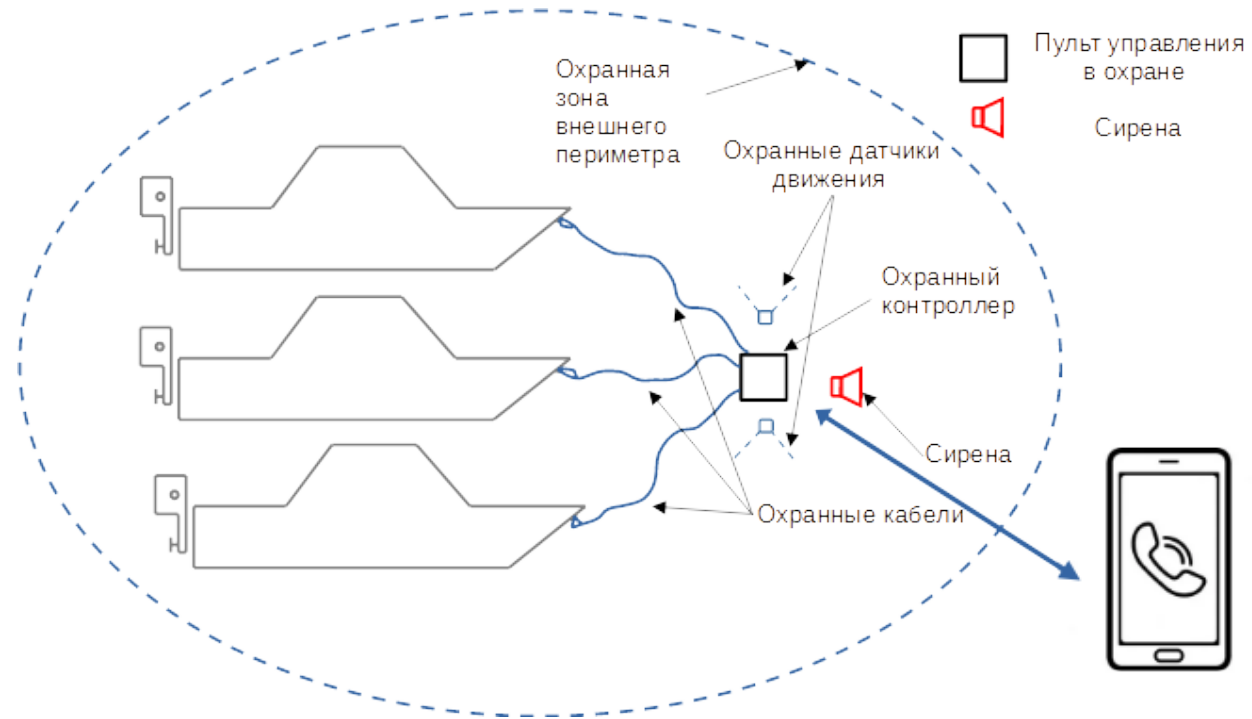 Пульт управления
в охране
Сирена
Охранная
зона
внешнего
периметра
Охранные датчики
движения
Охранный
контроллер
Сирена
Охранные кабели